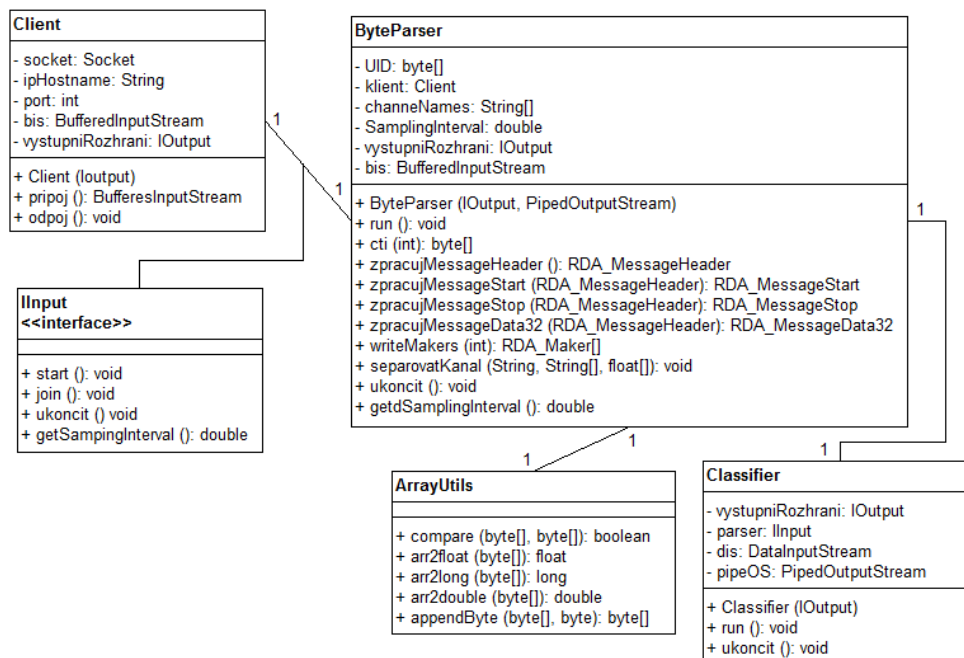 Client
- socket: Socket
- ipHostname: String
- port: int
- bis: BufferedInputStream
- vystupniRozhrani: IOutput
+ Client (Ioutput)
+ pripoj (): BufferesInputStream
+ odpoj (): void
1
1
ByteParser
- UID: byte[]
- klient: Client
- channeNames: String[]
- SamplingInterval: double
- vystupniRozhrani: IOutput
- bis: BufferedInputStream
+ ByteParser (IOutput, PipedOutputStream)
+ run (): void
+ cti (int): byte[]
+ zpracujMessageHeader (): RDA_MessageHeader
+ zpracujMessageStart (RDA_MessageHeader): RDA_MessageStart
+ zpracujMessageStop (RDA_MessageHeader): RDA_MessageStop
+ zpracujMessageData32 (RDA_MessageHeader): RDA_MessageData32
+ writeMakers (int): RDA_Maker[]
+ separovatKanal (String, String[], float[]): void
+ ukoncit (): void
+ getdSamplingInterval (): double
1
1
IInput
<<interface>>
+ start (): void
+ join (): void
+ ukoncit () void
+ getSampingInterval (): double
1
1
ArrayUtils
+ compare (byte[], byte[]): boolean
+ arr2float (byte[]): float
+ arr2long (byte[]): long
+ arr2double (byte[]): double
+ appendByte (byte[], byte): byte[]
Classifier
- vystupniRozhrani: IOutput
- parser: IInput
- dis: DataInputStream
- pipeOS: PipedOutputStream
+ Classifier (IOutput)
+ run (): void
+ ukoncit (): void